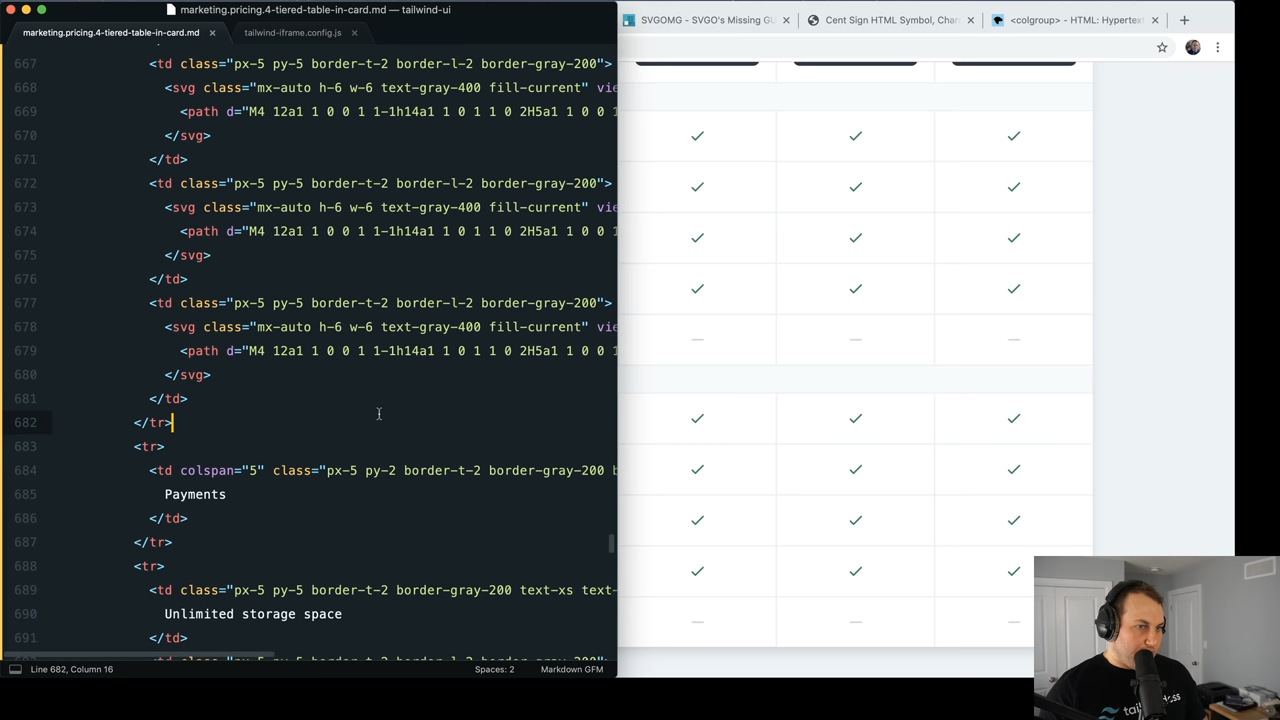 marketing.pricing.4-tiered-table-in-card.md — tailwind-ui
marketing.pricing.4-tiered-table-in-card.md
tailwind-iframe.config.js
SVGOMG - SVGO's Missing GU
Cent Sign HTML Symbol, Chara
<colgroup> - HTML: Hypertext
667 <td class="px-5 py-5 border-t-2 border-l-2 border-gray-200">
668 <svg class="mx-auto h-6 w-6 text-gray-400 fill-current" vie
669 <path d="M4 12a1 1 0 0 1 1-1h14a1 1 0 1 1 0 2H5a1 1 0 0 1
670 </svg>
671 </td>
672 <td class="px-5 py-5 border-t-2 border-l-2 border-gray-200">
673 <svg class="mx-auto h-6 w-6 text-gray-400 fill-current" vie
674 <path d="M4 12a1 1 0 0 1 1-1h14a1 1 0 1 1 0 2H5a1 1 0 0 1
675 </svg>
676 </td>
677 <td class="px-5 py-5 border-t-2 border-l-2 border-gray-200">
678 <svg class="mx-auto h-6 w-6 text-gray-400 fill-current" vie
679 <path d="M4 12a1 1 0 0 1 1-1h14a1 1 0 1 1 0 2H5a1 1 0 0 1
680 </svg>
681 </td>
682 </tr>
683 <tr>
684 <td colspan="5" class="px-5 py-2 border-t-2 border-gray-200 b
685 Payments
686 </td>
687 </tr>
688 <tr>
689 <td class="px-5 py-5 border-t-2 border-gray-200 text-xs text-
690 Unlimited storage space
691 </td>
Line 682, Column 16
Spaces: 2
Markdown GFM